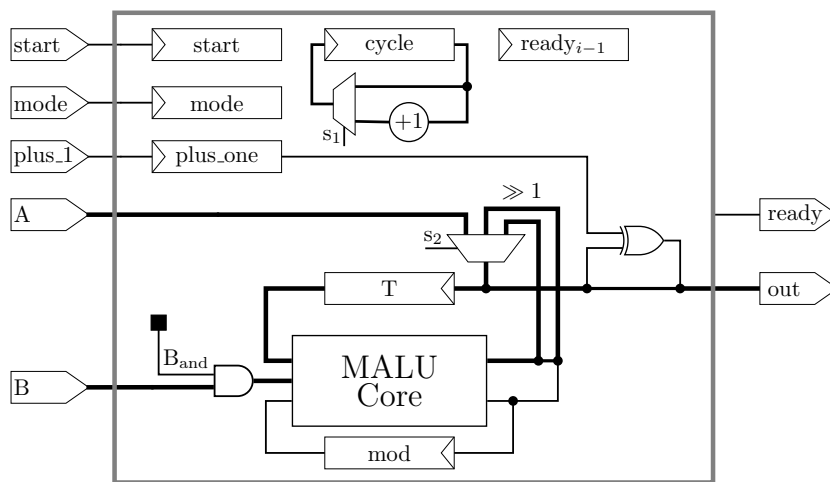 start
start
cycle
ready_{i−1}
mode
mode
+1
s_1
plus_1
plus_one
≫ 1
A
ready
s_2
T
out
B_and
B
MALU
Core
mod